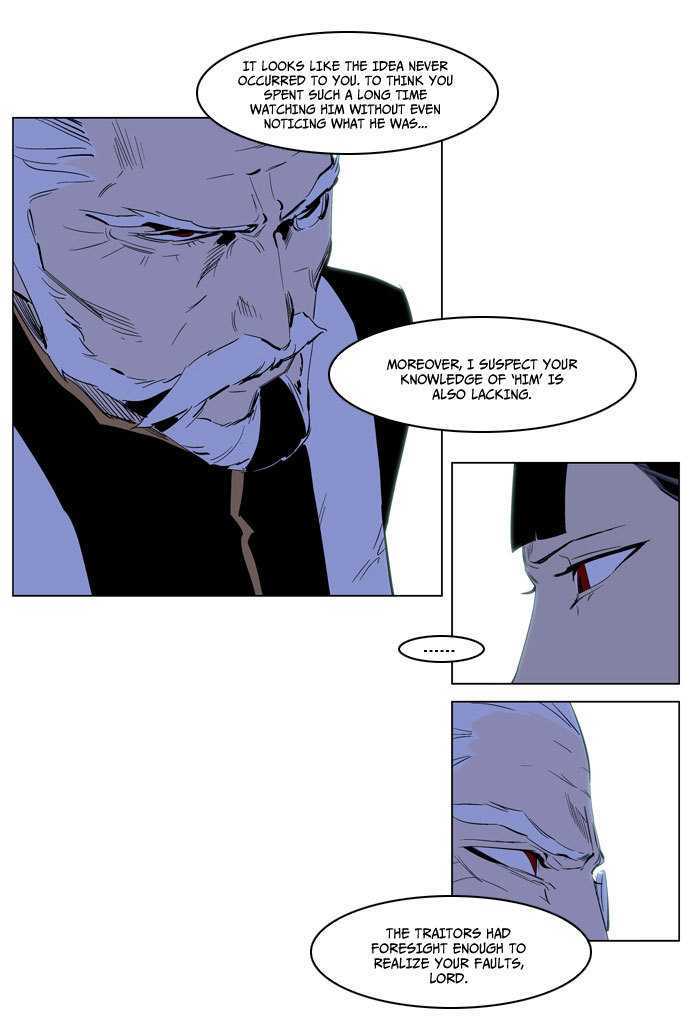 IT LOOKS LIKE THE IDEA NEVER
OCCURRED TO YOU. TO THINK YOU
SPENT SUCH A LONG TIME
WATCHING HIM WITHOUT EVEN
NOTICING WHAT HE WAS...
MOREOVER, I SUSPECT YOUR
KNOWLEDGE OF 'HIM' IS
ALSO LACKING.
......
THE TRAITORS HAD
FORESIGHT ENOUGH TO
REALIZE YOUR FAULTS,
LORD.